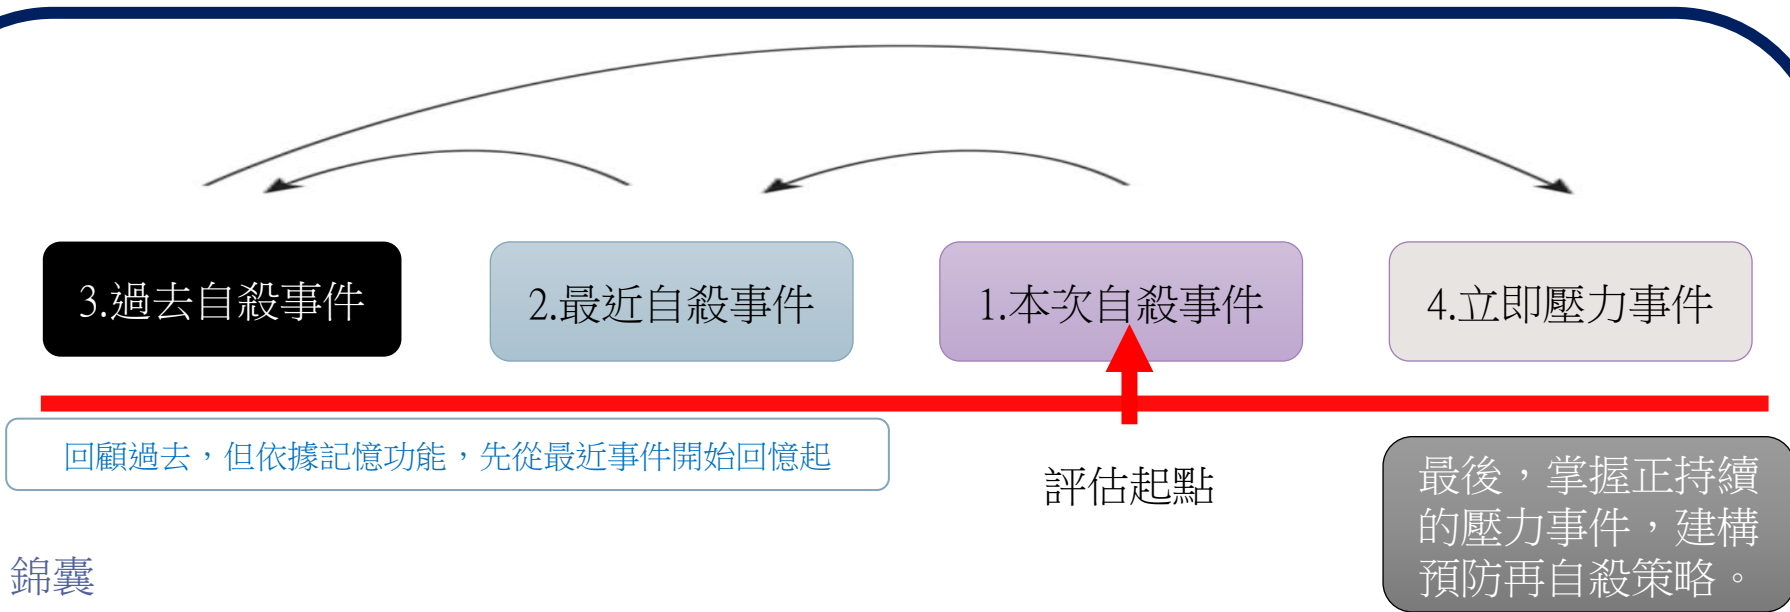 3.過去自殺事件
2.最近自殺事件
1.本次自殺事件
4.立即壓力事件
回顧過去，但依據記憶功能，先從最近事件開始回憶起
評估起點
最後，掌握正持續
的壓力事件，建構
預防再自殺策略。
錦囊